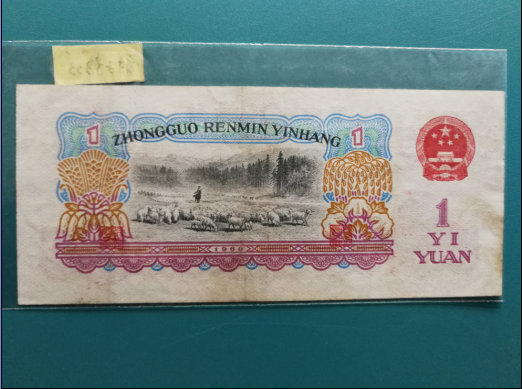 1
ZHONGGUO RENMIN YINHANG
1
1960
1
YI
YUAN